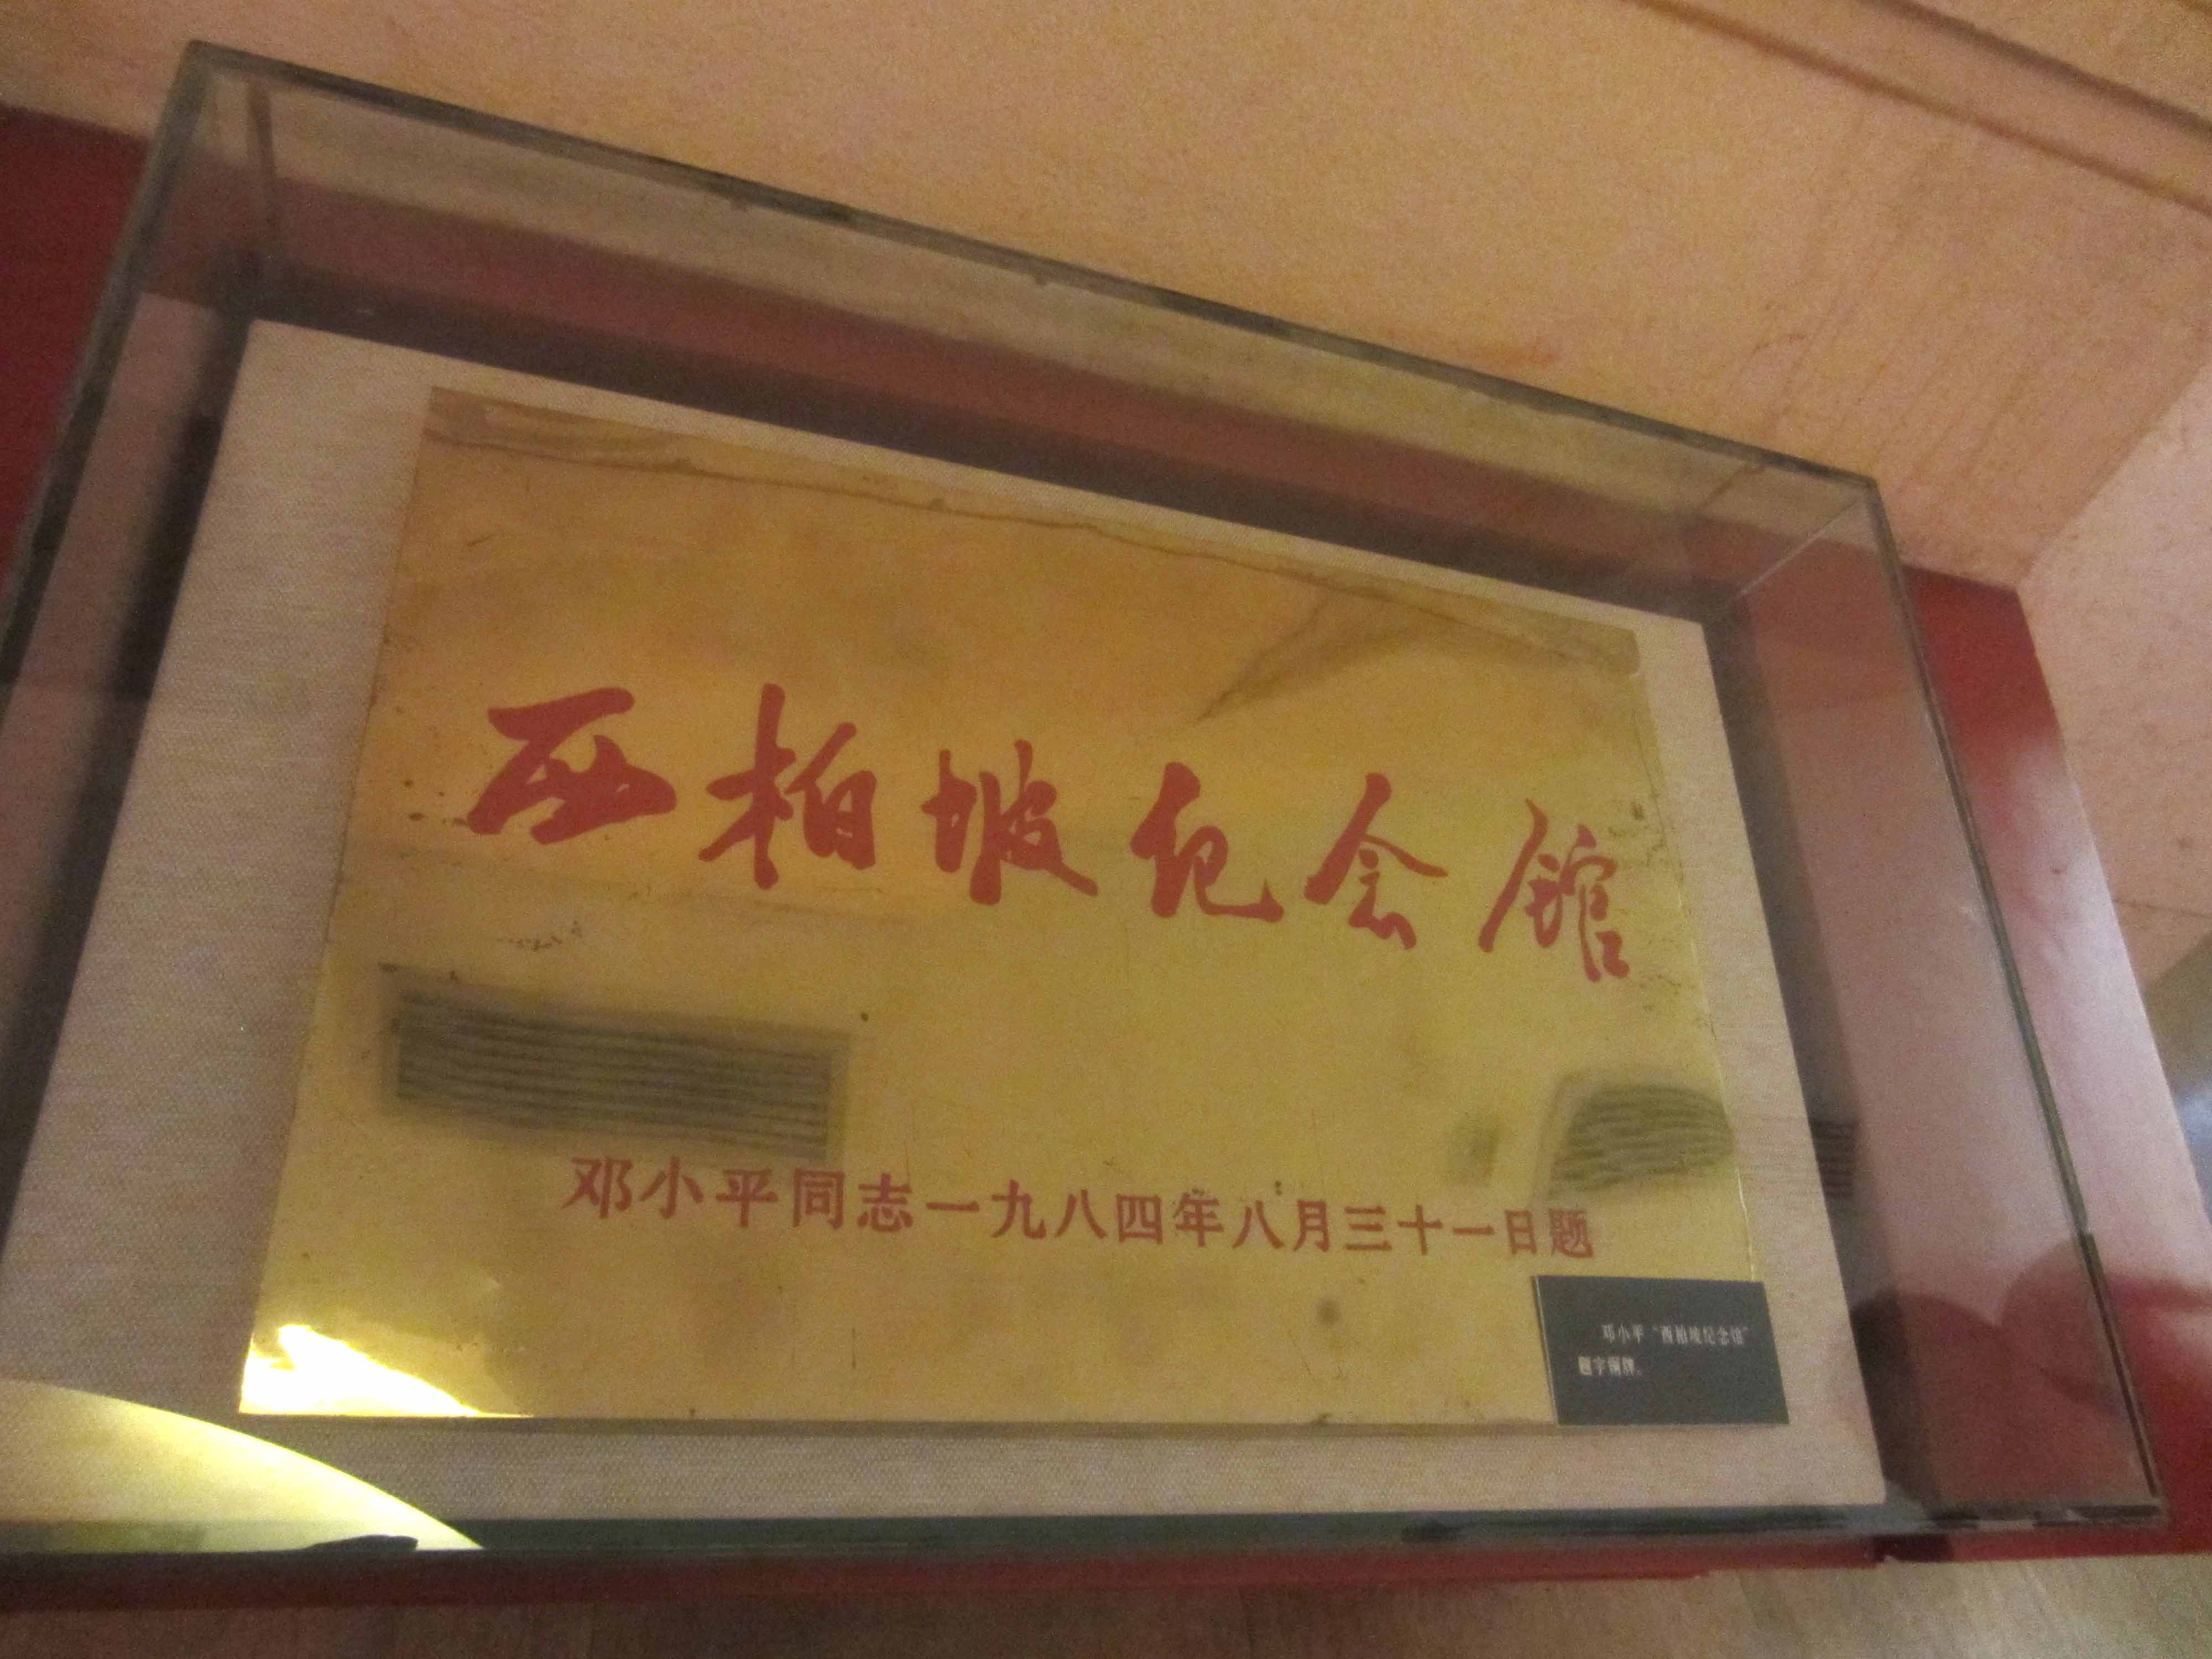 西柏坡纪念馆
邓小平同志一九八四年八月三十一日题
邓小平“西柏坡纪念馆”
题字铜牌。